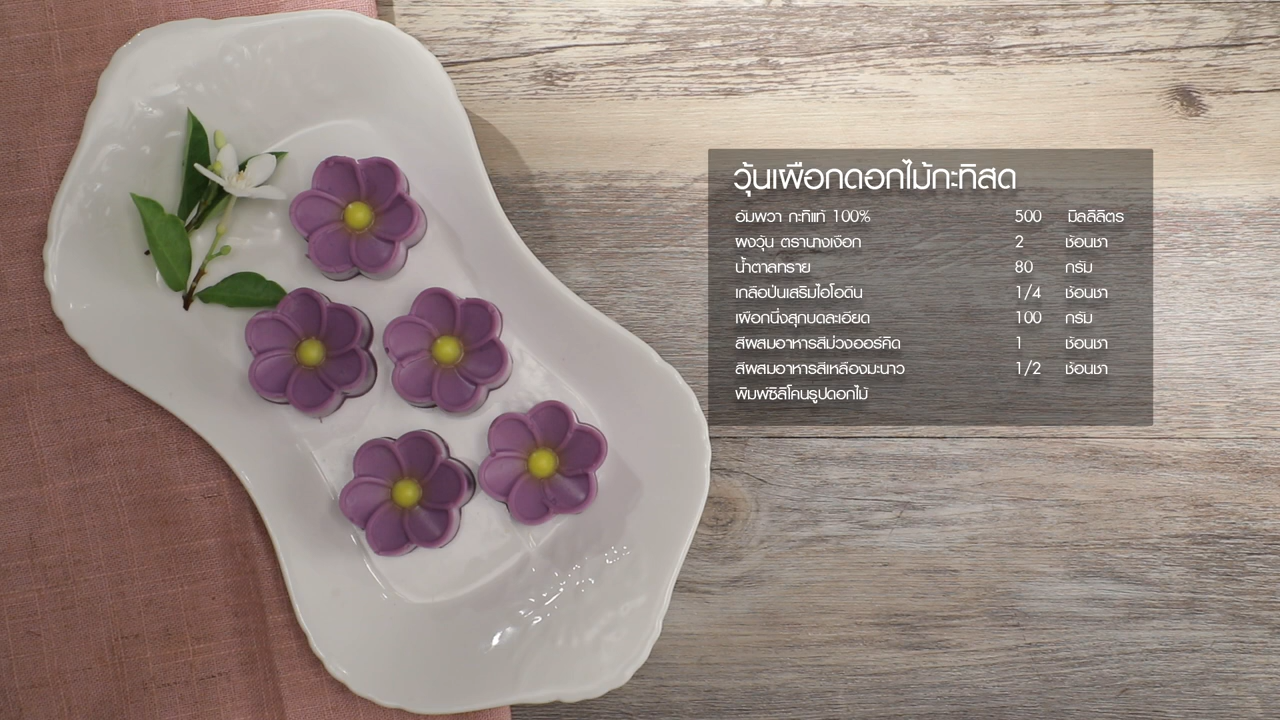 วุ้นเผือกดอกไม้กะทิสด
อัมพวา กะทิแท้ 100% 500 มิลลิลิตร
ผงวุ้น ตรานางเงือก 2 ช้อนชา
น้ำตาลทราย 80 กรัม
เกลือป่นเสริมไอโอดีน 1/4 ช้อนชา
เผือกนึ่งสุกบดละเอียด 100 กรัม
สีผสมอาหารสีม่วงออร์คิด 1 ช้อนชา
สีผสมอาหารสีเหลืองมะนาว 1/2 ช้อนชา
พิมพ์ซิลิโคนรูปดอกไม้